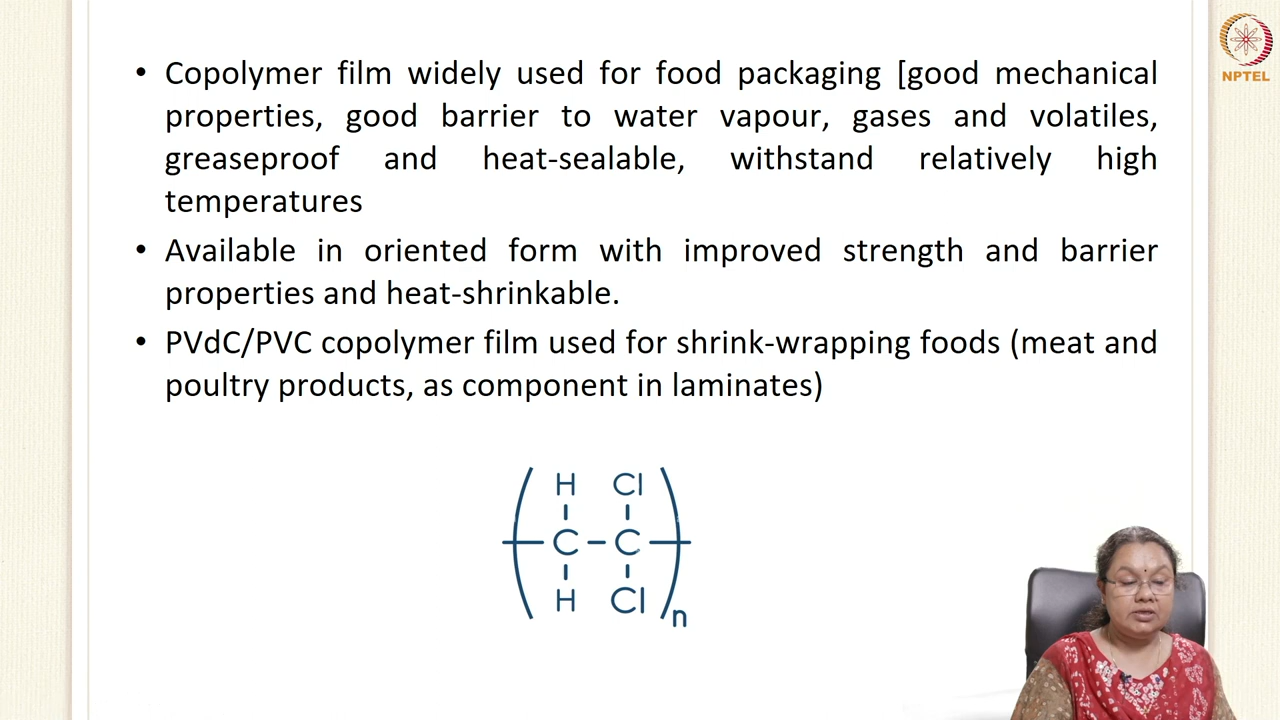 NPTEL
• Copolymer film widely used for food packaging [good mechanical
properties, good barrier to water vapour, gases and volatiles,
greaseproof and heat-sealable, withstand relatively high
temperatures
• Available in oriented form with improved strength and barrier
properties and heat-shrinkable.
• PVdC/PVC copolymer film used for shrink-wrapping foods (meat and
poultry products, as component in laminates)
H Cl
C C
H Cl
n